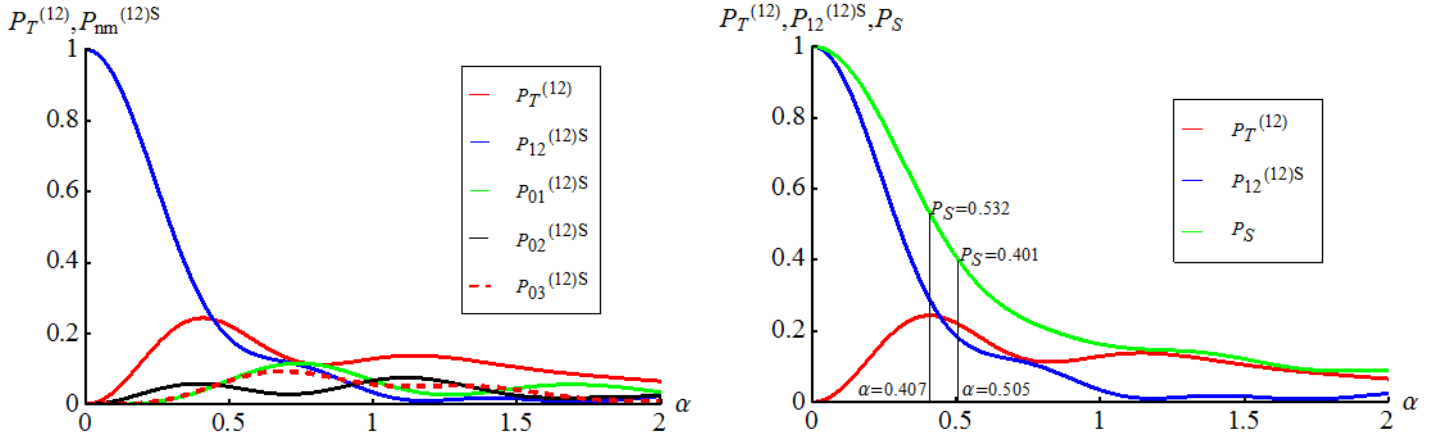 P_T^(12), P_nm^(12)S
1
0.8
0.6
0.4
0.2
0
0
0.5
1
1.5
2
α
P_T^(12)
P_12^(12)S
P_01^(12)S
P_02^(12)S
P_03^(12)S
P_T^(12), P_12^(12)S, P_S
1
0.8
0.6
0.4
0.2
0
0
0.5
1
1.5
2
α
P_S=0.532
P_S=0.401
α=0.407
α=0.505
P_T^(12)
P_12^(12)S
P_S